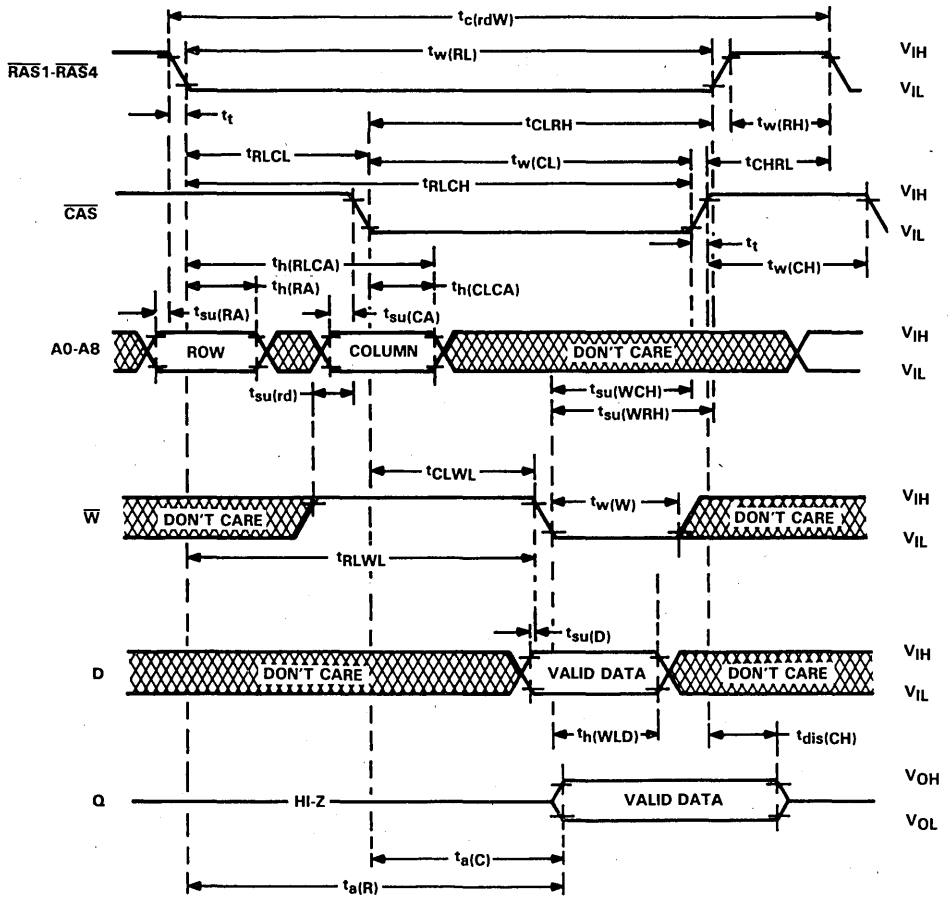 tc(rdW)
RAS1-RAS4
tw(RL)
VIH
VIL
tt
tCLRH
tw(RH)
tRLCL
tw(CL)
tCHRL
tRLCH
CAS
VIH
VIL
tt
th(RLCA)
tw(CH)
th(RA)
th(CLCA)
tsu(RA)
tsu(CA)
A0-A8
ROW
COLUMN
DON'T CARE
VIH
VIL
tsu(rd)
tsu(WCH)
tsu(WRH)
tCLWL
W
DON'T CARE
tw(W)
DON'T CARE
VIH
VIL
tRLWL
tsu(D)
D
DON'T CARE
VALID DATA
DON'T CARE
VIH
VIL
th(WLD)
tdis(CH)
Q
HI-Z
VALID DATA
VOH
VOL
ta(C)
ta(R)